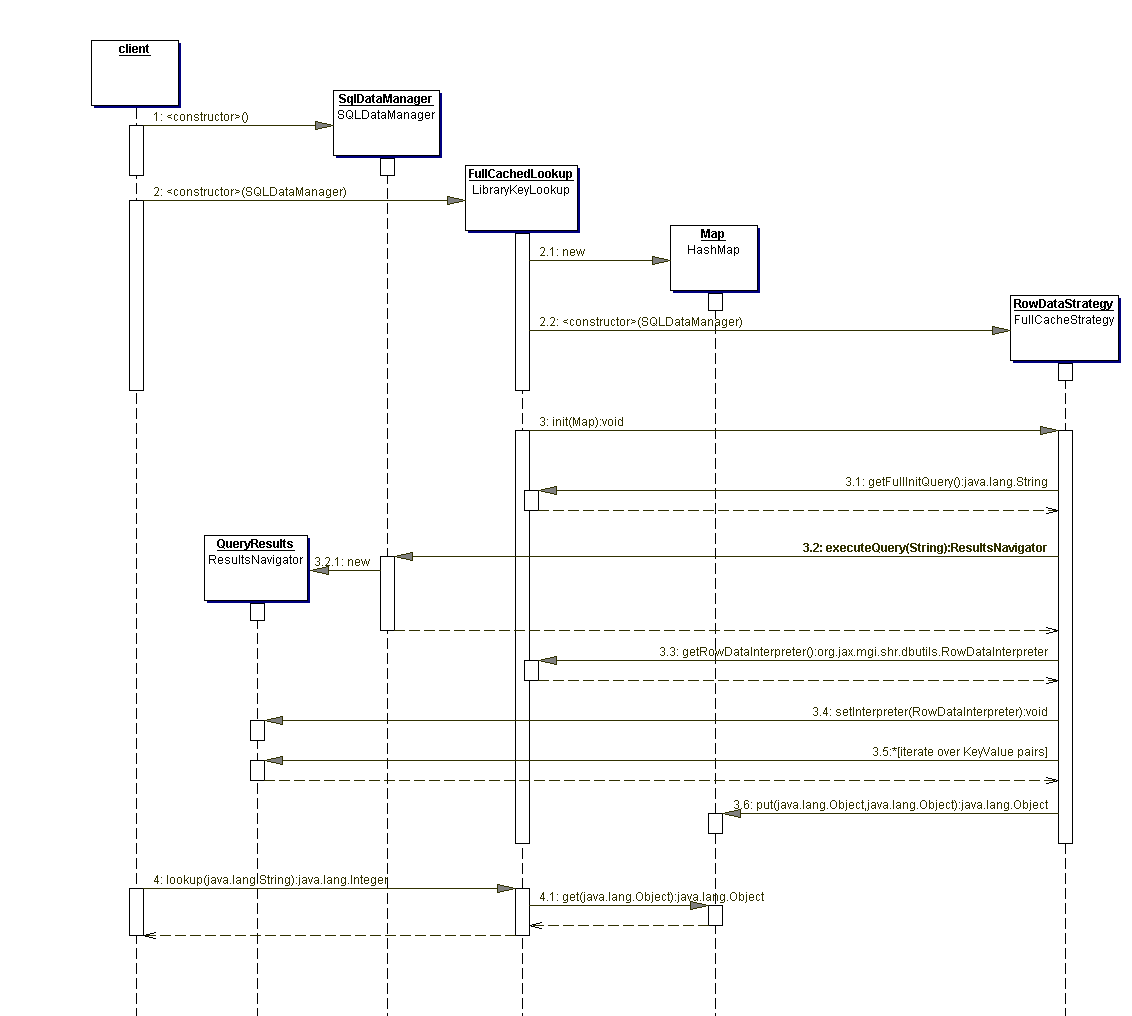 client
SqlDataManager
SQLDataManager
1: <constructor>()
FullCachedLookup
LibraryKeyLookup
2: <constructor>(SQLDataManager)
Map
HashMap
2.1: new
RowDataStrategy
FullCacheStrategy
2.2: <constructor>(SQLDataManager)
3: init(Map):void
3.1: getFullInitQuery():java.lang.String
QueryResults
ResultsNavigator
3.2: executeQuery(String):ResultsNavigator
3.2.1: new
3.3: getRowDataInterpreter():org.jax.mgi.shr.dbutils.RowDataInterpreter
3.4: setInterpreter(RowDataInterpreter):void
3.5:*[iterate over KeyValue pairs]
3.6: put(java.lang.Object,java.lang.Object):java.lang.Object
4: lookup(java.lang.String):java.lang.Integer
4.1: get(java.lang.Object):java.lang.Object